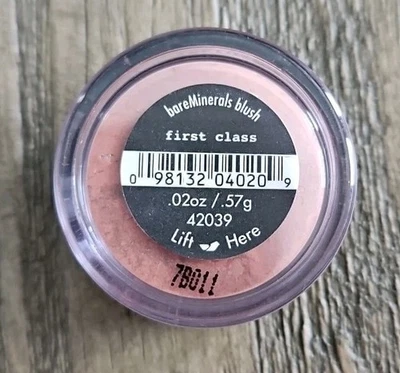 bareMinerals blush
first class
0 98132 04020 9
.02oz /.57g
42039
Lift Here
7B011